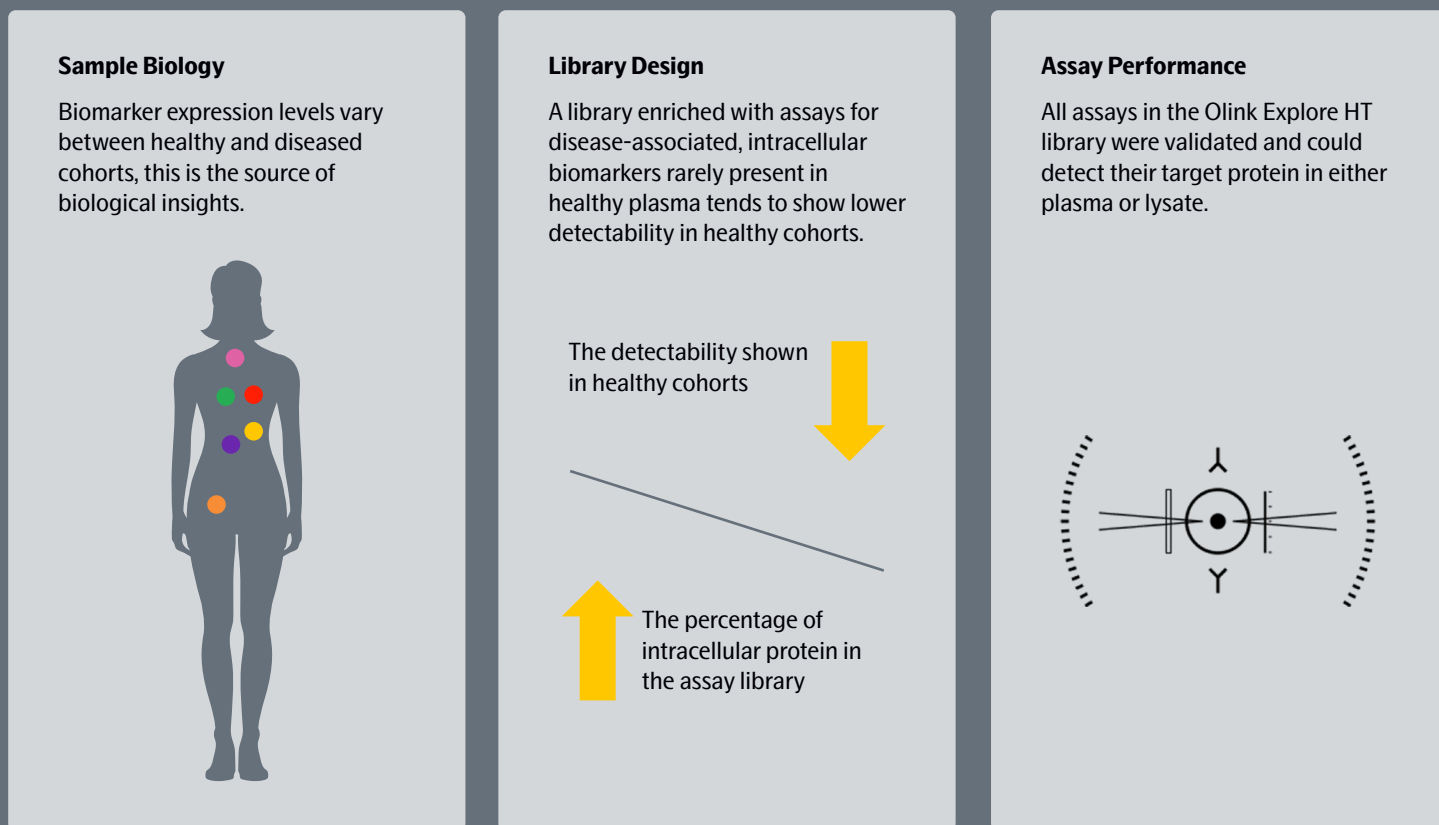 Sample Biology
Biomarker expression levels vary
between healthy and diseased
cohorts, this is the source of
biological insights.
Library Design
A library enriched with assays for
disease-associated, intracellular
biomarkers rarely present in
healthy plasma tends to show lower
detectability in healthy cohorts.
The detectability shown
in healthy cohorts
The percentage of
intracellular protein in
the assay library
Assay Performance
All assays in the Olink Explore HT
library were validated and could
detect their target protein in either
plasma or lysate.